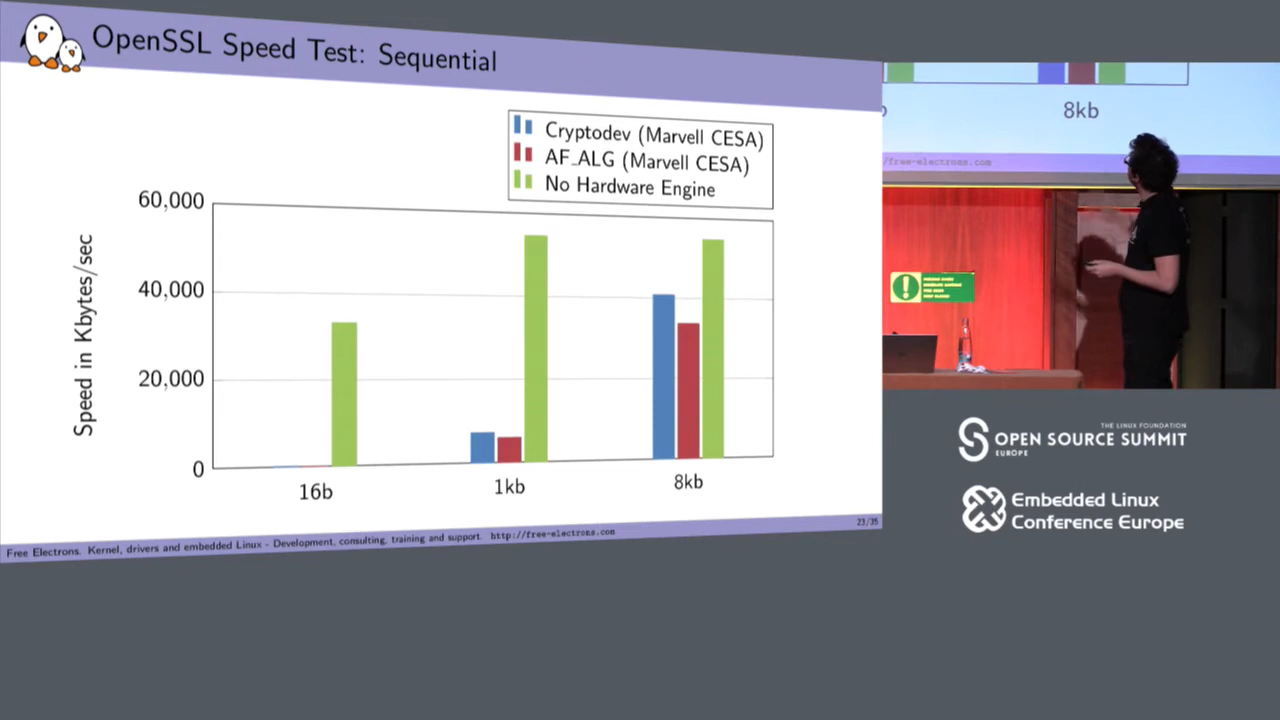 OpenSSL Speed Test: Sequential
Cryptodev (Marvell CESA)
AF_ALG (Marvell CESA)
No Hardware Engine
60,000
40,000
20,000
0
Speed in Kbytes/sec
16b
1kb
8kb
Free Electrons. Kernel, drivers and embedded Linux - Development, consulting, training and support. http://free-electrons.com
23/35
8kb
/free-electrons.com
THE LINUX FOUNDATION
OPEN SOURCE SUMMIT
EUROPE
Embedded Linux
Conference Europe